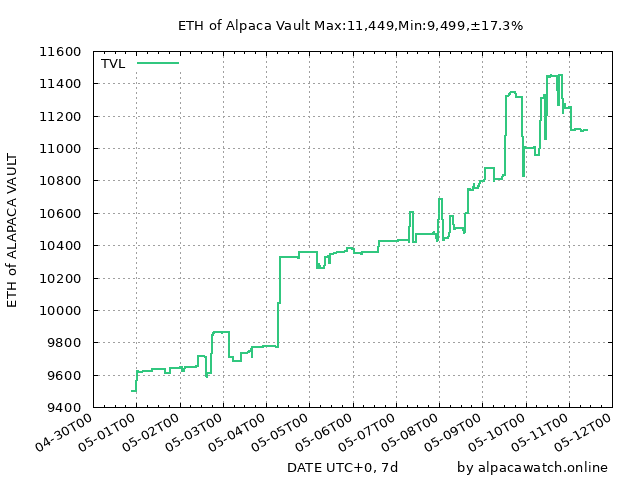 ETH of Alpaca Vault Max:11,449,Min:9,499,±17.3%
TVL
ETH of ALAPACA VAULT
11600
11400
11200
11000
10800
10600
10400
10200
10000
9800
9600
9400
04-30T00
05-01T00
05-02T00
05-03T00
05-04T00
05-05T00
05-06T00
05-07T00
05-08T00
05-09T00
05-10T00
05-11T00
05-12T00
DATE UTC+0, 7d
by alpacawatch.online